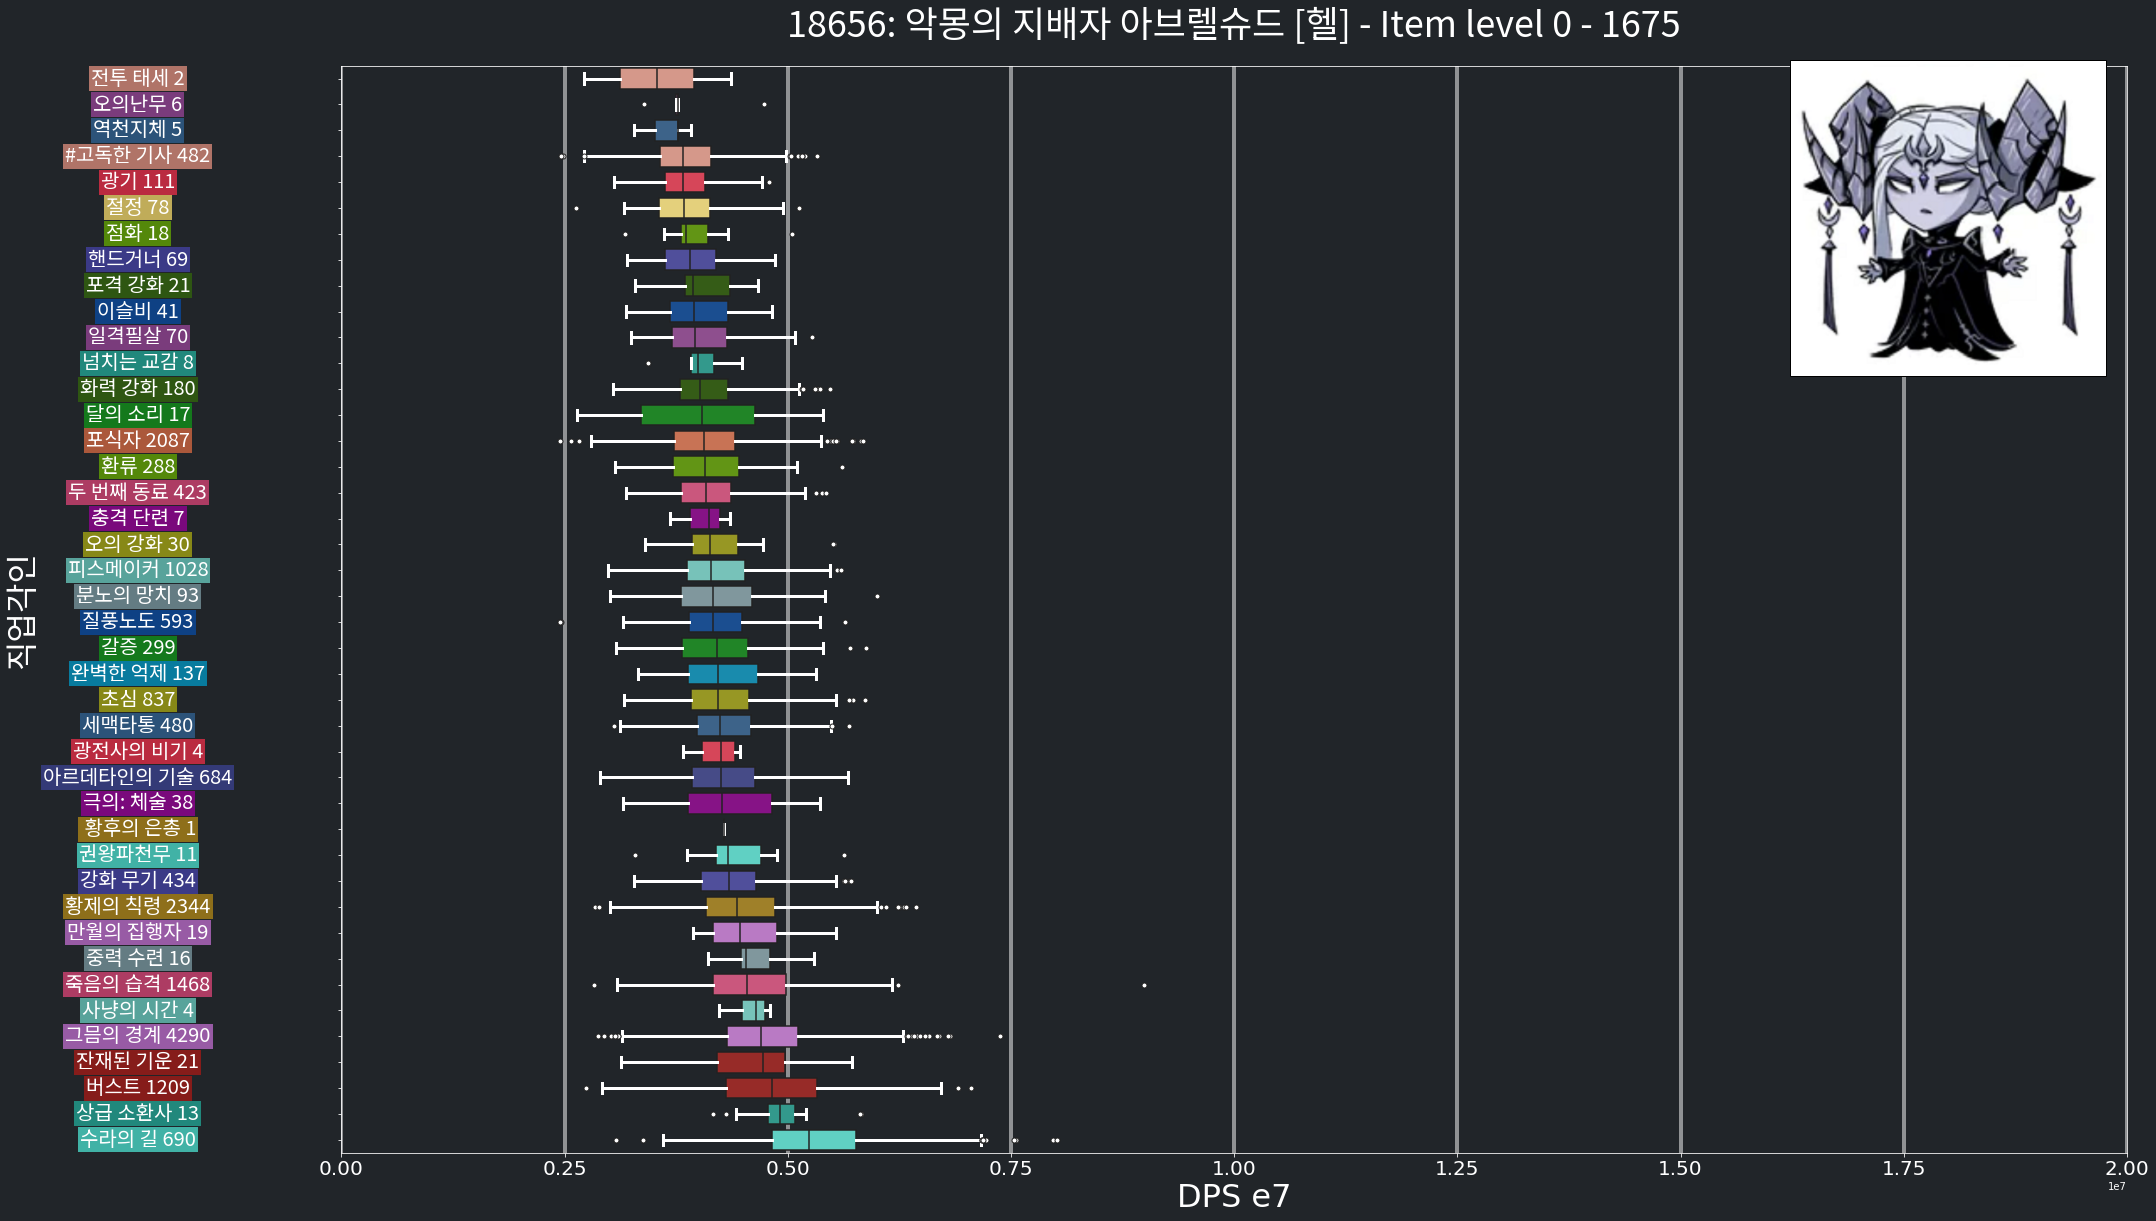 18656: 악몽의 지배자 아브렐슈드 [헬] - Item level 0 - 1675
전투 태세 2
오의난무 6
역천지체 5
#고독한 기사 482
광기 111
절정 78
점화 18
핸드거너 69
포격 강화 21
이슬비 41
일격필살 70
넘치는 교감 8
화력 강화 180
달의 소리 17
포식자 2087
환류 288
두 번째 동료 423
충격 단련 7
오의 강화 30
피스메이커 1028
분노의 망치 93
질풍노도 593
갈증 299
완벽한 억제 137
초심 837
세맥타통 480
광전사의 비기 4
아르데타인의 기술 684
극의: 체술 38
황후의 은총 1
권왕파천무 11
강화 무기 434
황제의 칙령 2344
만월의 집행자 19
중력 수련 16
죽음의 습격 1468
사냥의 시간 4
그믐의 경계 4290
잔재된 기운 21
버스트 1209
상급 소환사 13
수라의 길 690
직업각인
0.00 0.25 0.50 0.75 1.00 1.25 1.50 1.75 2.00
1e7
DPS e7